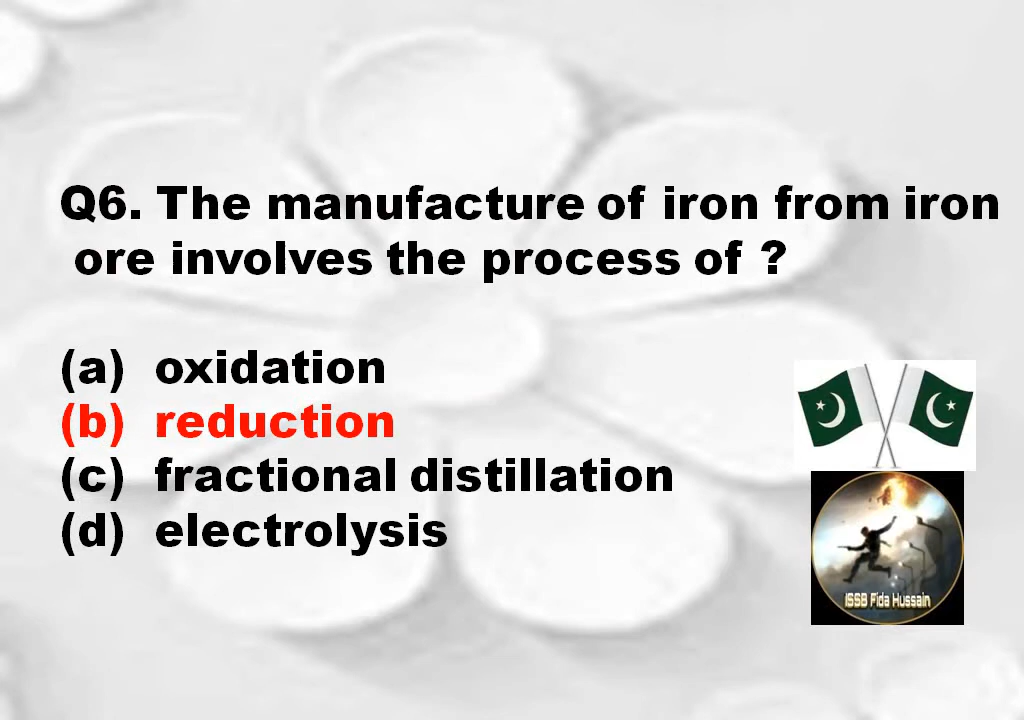 Q6. The manufacture of iron from iron
ore involves the process of ?
(a) oxidation
(b) reduction
(c) fractional distillation
(d) electrolysis
ISSB Fida Hussain